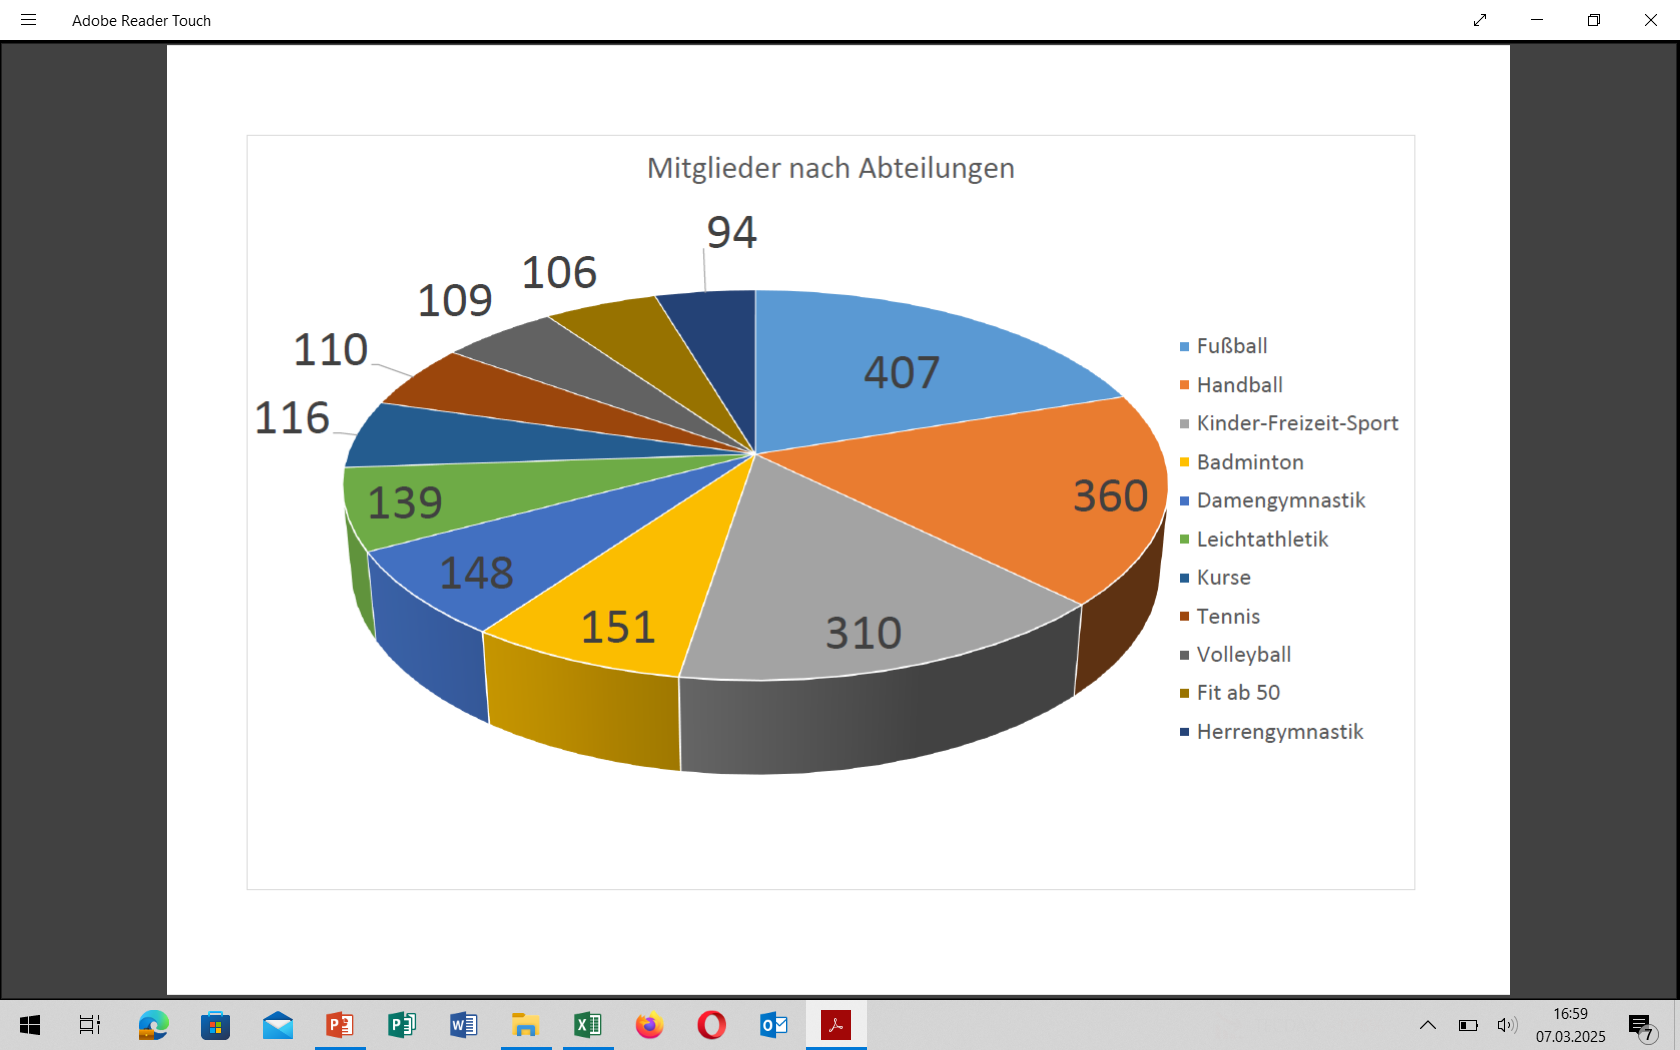 Adobe Reader Touch
Mitglieder nach Abteilungen
94
106
109
110
116
407
360
139
148
151
310
Fußball
Handball
Kinder-Freizeit-Sport
Badminton
Damengymnastik
Leichtathletik
Kurse
Tennis
Volleyball
Fit ab 50
Herrengymnastik
16:59
07.03.2025
7